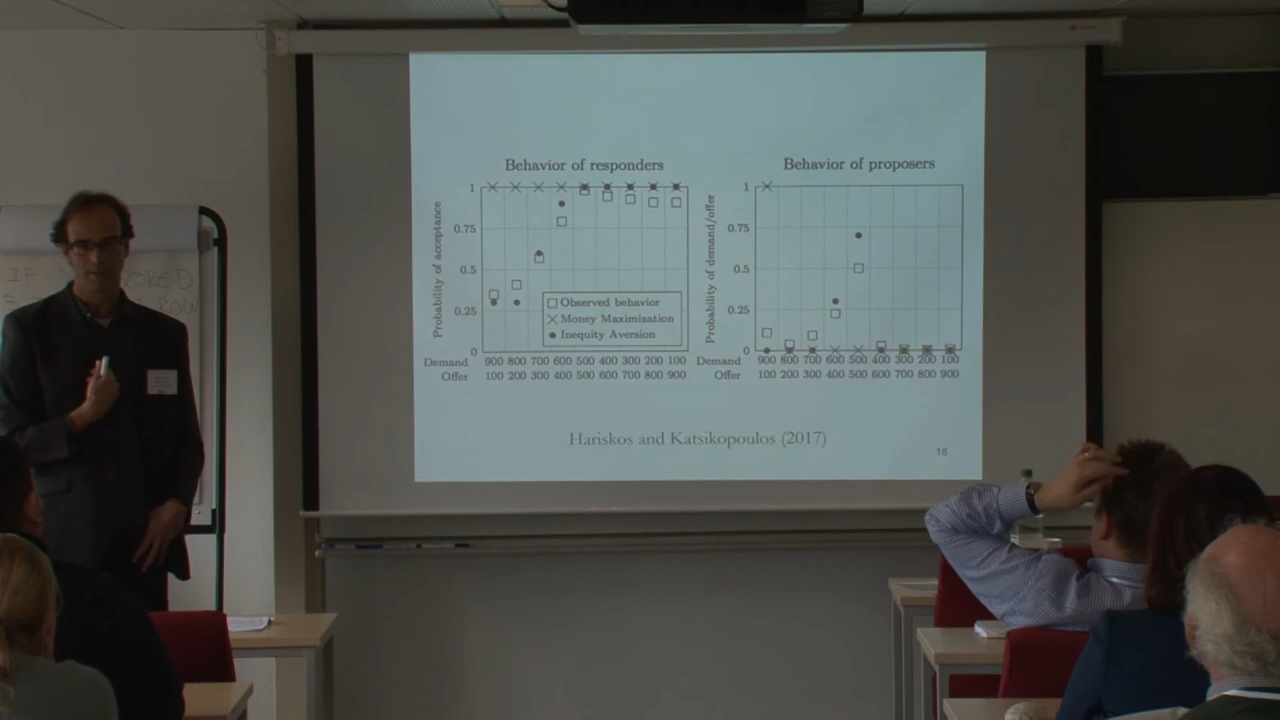 IF
Behavior of responders
Probability of acceptance
1
0.75
0.5
0.25
0
Observed behavior
Money Maximization
Inequity Aversion
Demand 900 800 700 600 500 400 300 200 100
Offer 100 200 300 400 500 600 700 800 900
Behavior of proposers
Probability of demand/offer
1
0.75
0.5
0.25
0
Demand 900 800 700 600 500 400 300 200 100
Offer 100 200 300 400 500 600 700 800 900
Hariskos and Katsikopoulos (2017)
18